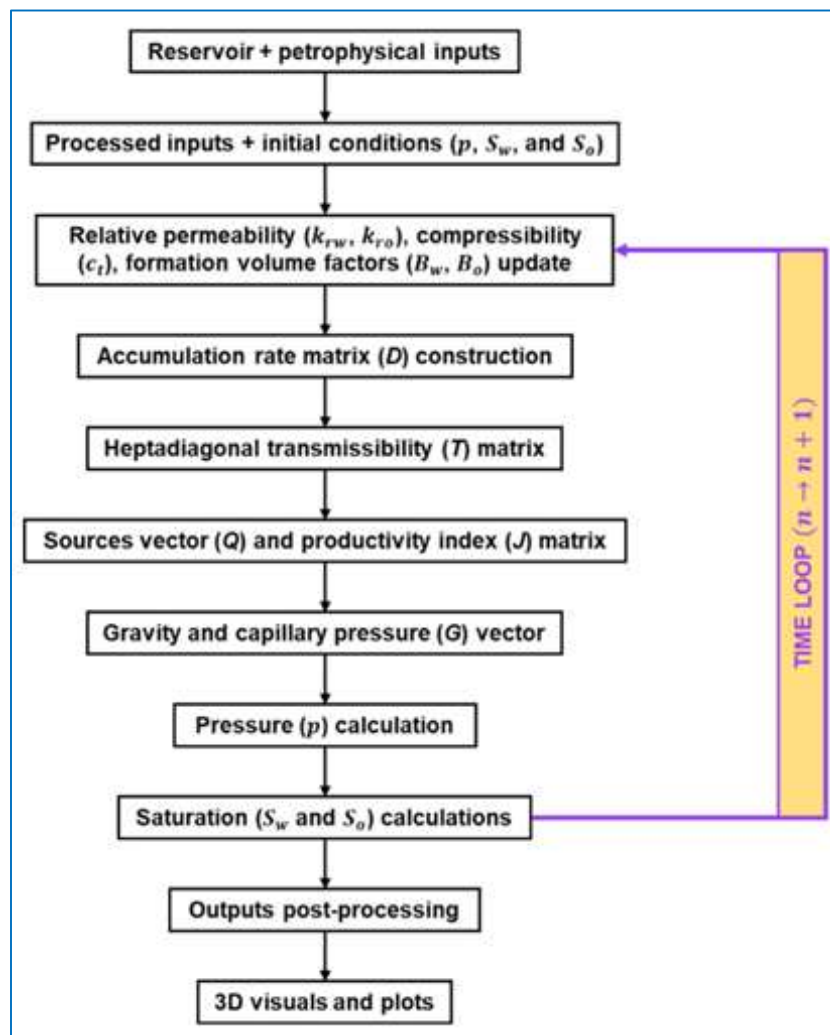 Reservoir + petrophysical inputs
Processed inputs + initial conditions (p, S_w, and S_o)
Relative permeability (k_rw, k_ro), compressibility
(c_t), formation volume factors (B_w, B_o) update
Accumulation rate matrix (D) construction
Heptadiagonal transmissibility (T) matrix
Sources vector (Q) and productivity index (J) matrix
Gravity and capillary pressure (G) vector
Pressure (p) calculation
Saturation (S_w and S_o) calculations
Outputs post-processing
3D visuals and plots
TIME LOOP (n → n + 1)